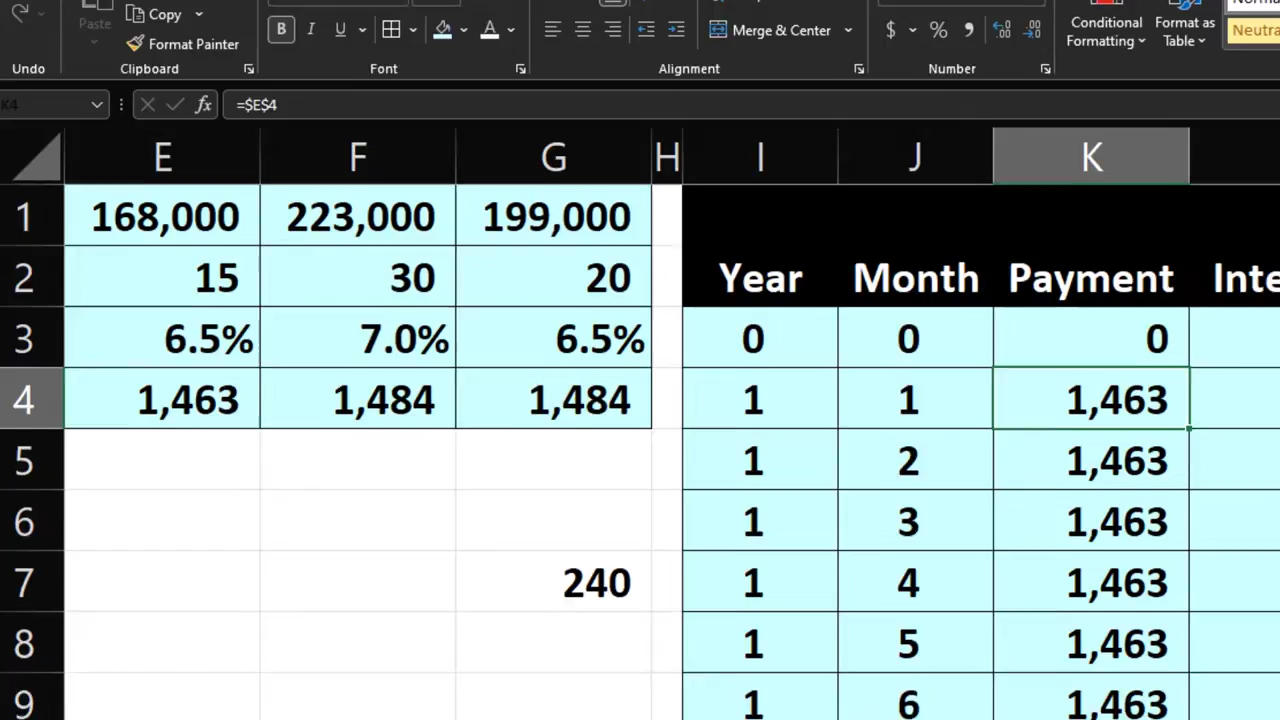 Copy
Paste
Format Painter
B I U A
Merge & Center
$ % 9
Conditional
Formatting
Format as
Table
Undo Clipboard Font Alignment Number
K4 fx =$E$4
E F G H I J K
1 168,000 223,000 199,000
2 15 30 20 Year Month Payment Inte
3 6.5% 7.0% 6.5% 0 0 0
4 1,463 1,484 1,484 1 1 1,463
5 1 2 1,463
6 1 3 1,463
7 240 1 4 1,463
8 1 5 1,463
9 1 6 1,463